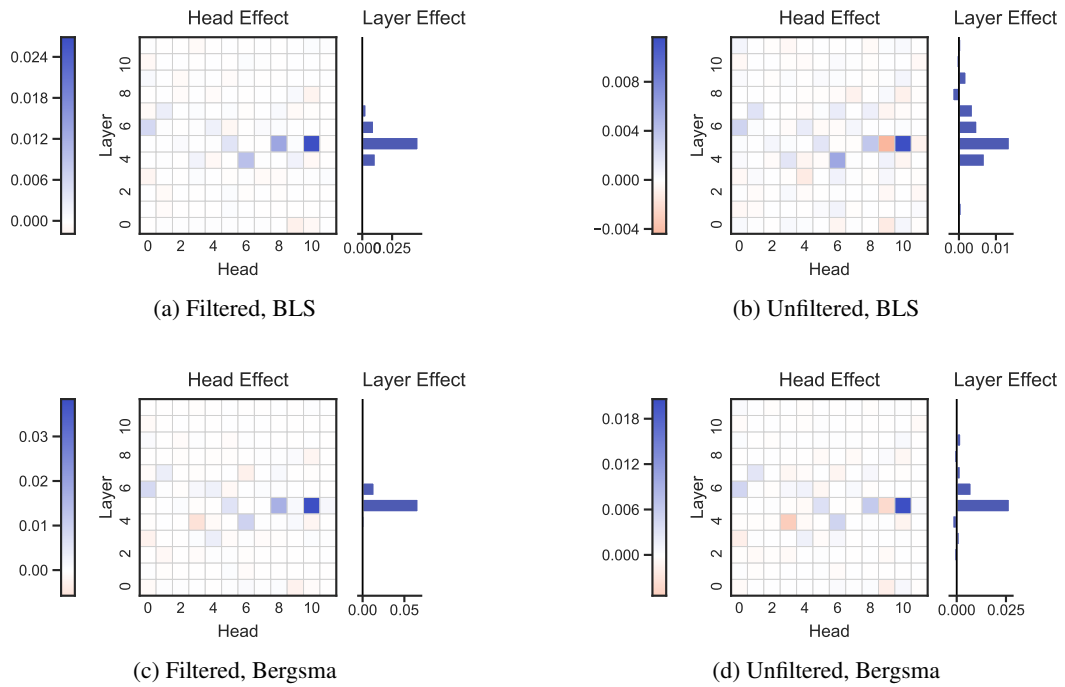 Head Effect
Layer Effect
0.024
0.018
0.012
0.006
0.000
Layer
10
8
6
4
2
0
0 2 4 6 8 10
Head
0.000 0.025
(a) Filtered, BLS
Head Effect
Layer Effect
0.008
0.004
0.000
−0.004
Layer
10
8
6
4
2
0
0 2 4 6 8 10
Head
0.00 0.01
(b) Unfiltered, BLS
Head Effect
Layer Effect
0.03
0.02
0.01
0.00
Layer
10
8
6
4
2
0
0 2 4 6 8 10
Head
0.00 0.05
(c) Filtered, Bergsma
Head Effect
Layer Effect
0.018
0.012
0.006
0.000
Layer
10
8
6
4
2
0
0 2 4 6 8 10
Head
0.000 0.025
(d) Unfiltered, Bergsma